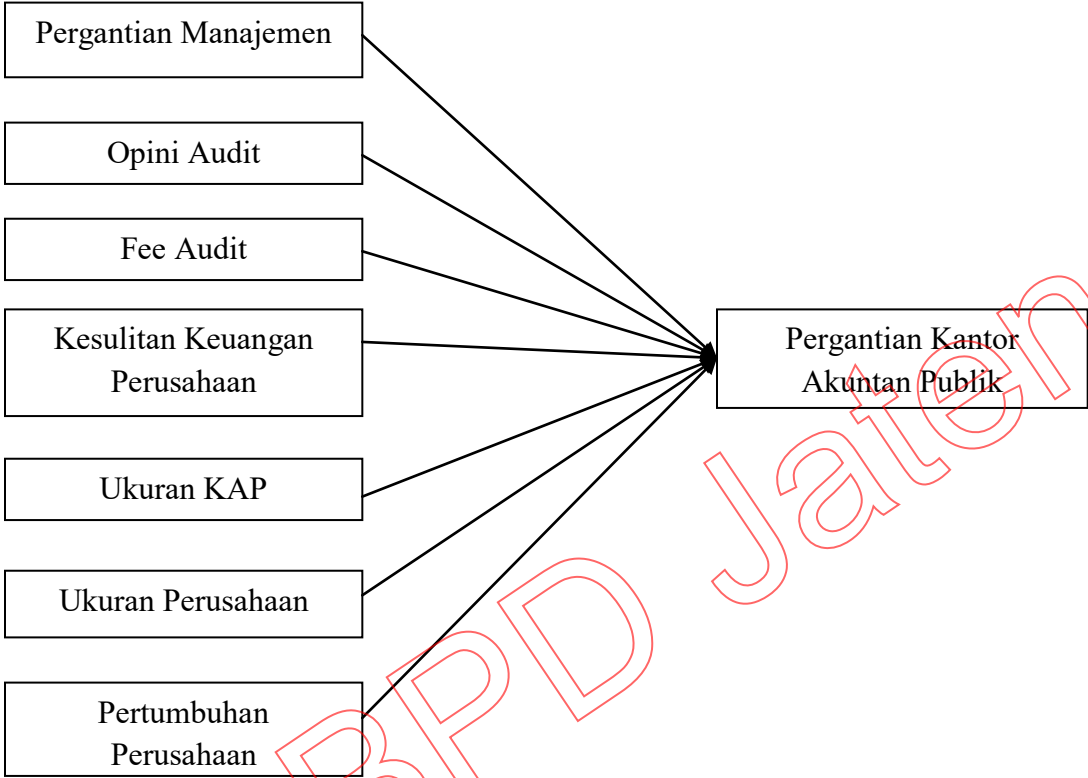 Pergantian Manajemen
Opini Audit
Fee Audit
Kesulitan Keuangan
Perusahaan
Ukuran KAP
Ukuran Perusahaan
Pertumbuhan
Perusahaan
Pergantian Kantor
Akuntan Publik
BPD Jaten